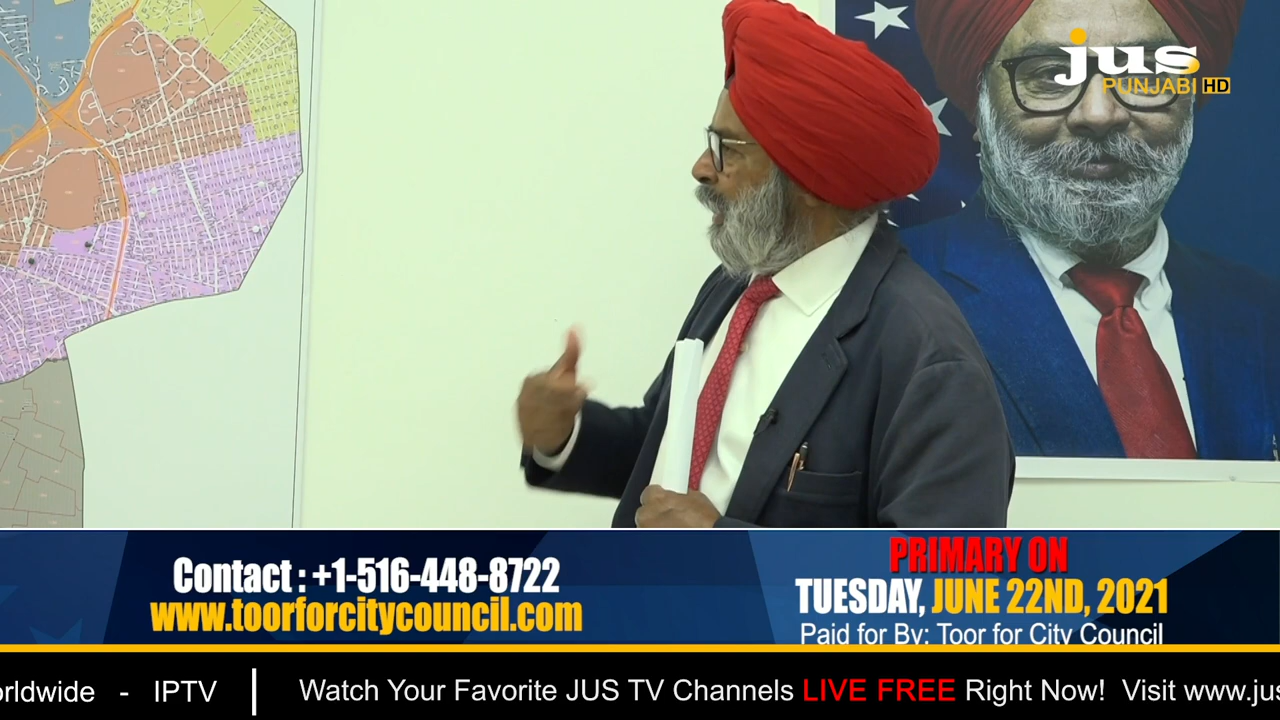 jus
PUNJABI HD
Contact : +1-516-448-8722
www.toorforcitycouncil.com
PRIMARY ON
TUESDAY, JUNE 22ND, 2021
Paid for By: Toor for City Council
orldwide - IPTV | Watch Your Favorite JUS TV Channels LIVE FREE Right Now! Visit www.jus